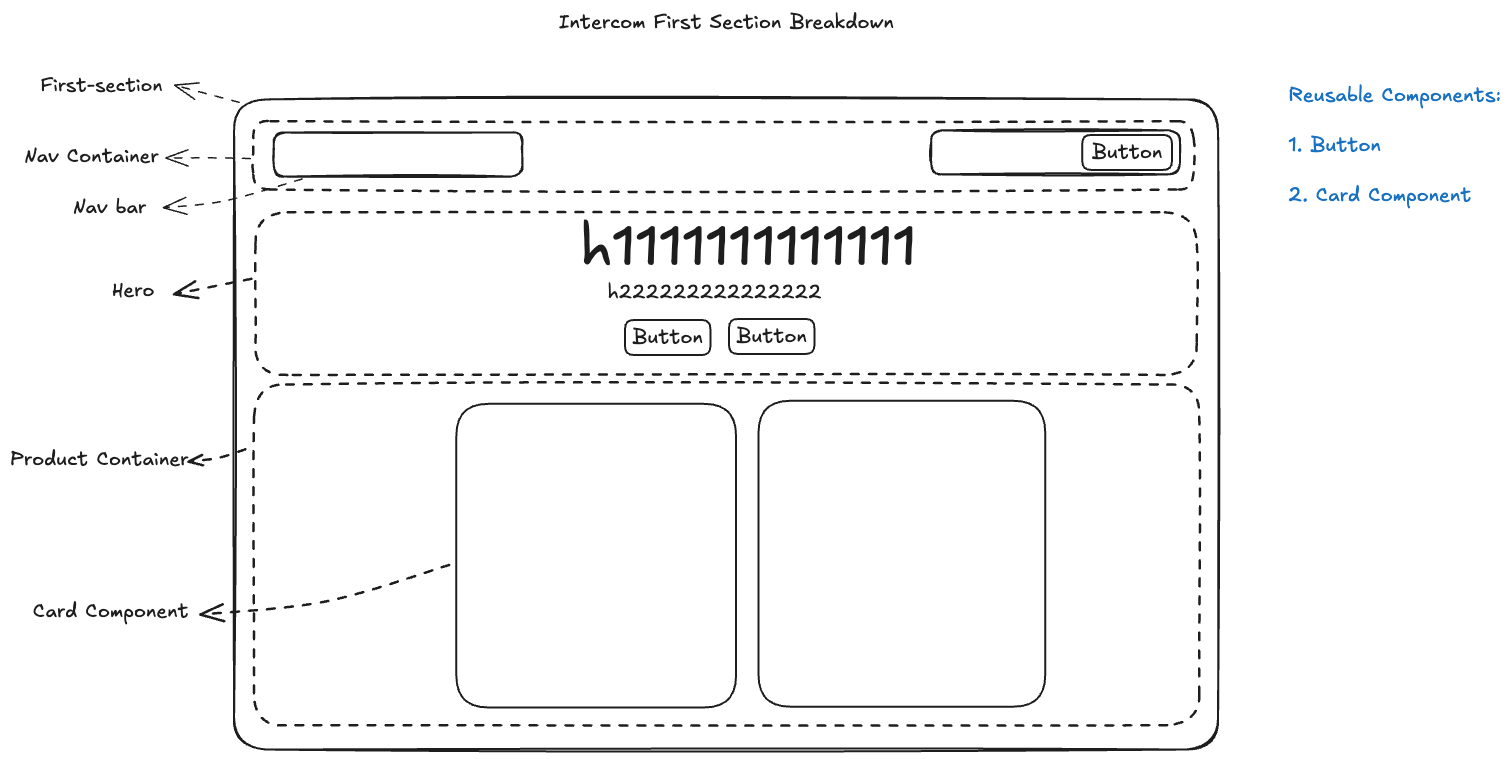 Intercom First Section Breakdown
First-section
Nav Container
Nav bar
Hero
Product Container
Card Component
Button
h1111111111111
h222222222222222
Button Button
Reusable Components:
1. Button
2. Card Component